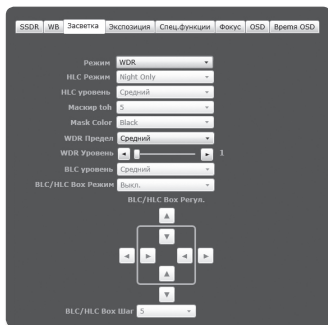 SSDR WB Засветка Экспозиция Спец.функции Фокус OSD Время OSD
Режим WDR
HLC Режим Night Only
HLC уровень Средний
Маскир toh 5
Mask Color Black
WDR Предел Средний
WDR Уровень 1
BLC уровень Средний
BLC/HLC Box Режим Выкл.
BLC/HLC Box Регул.
BLC/HLC Box Шаг 5